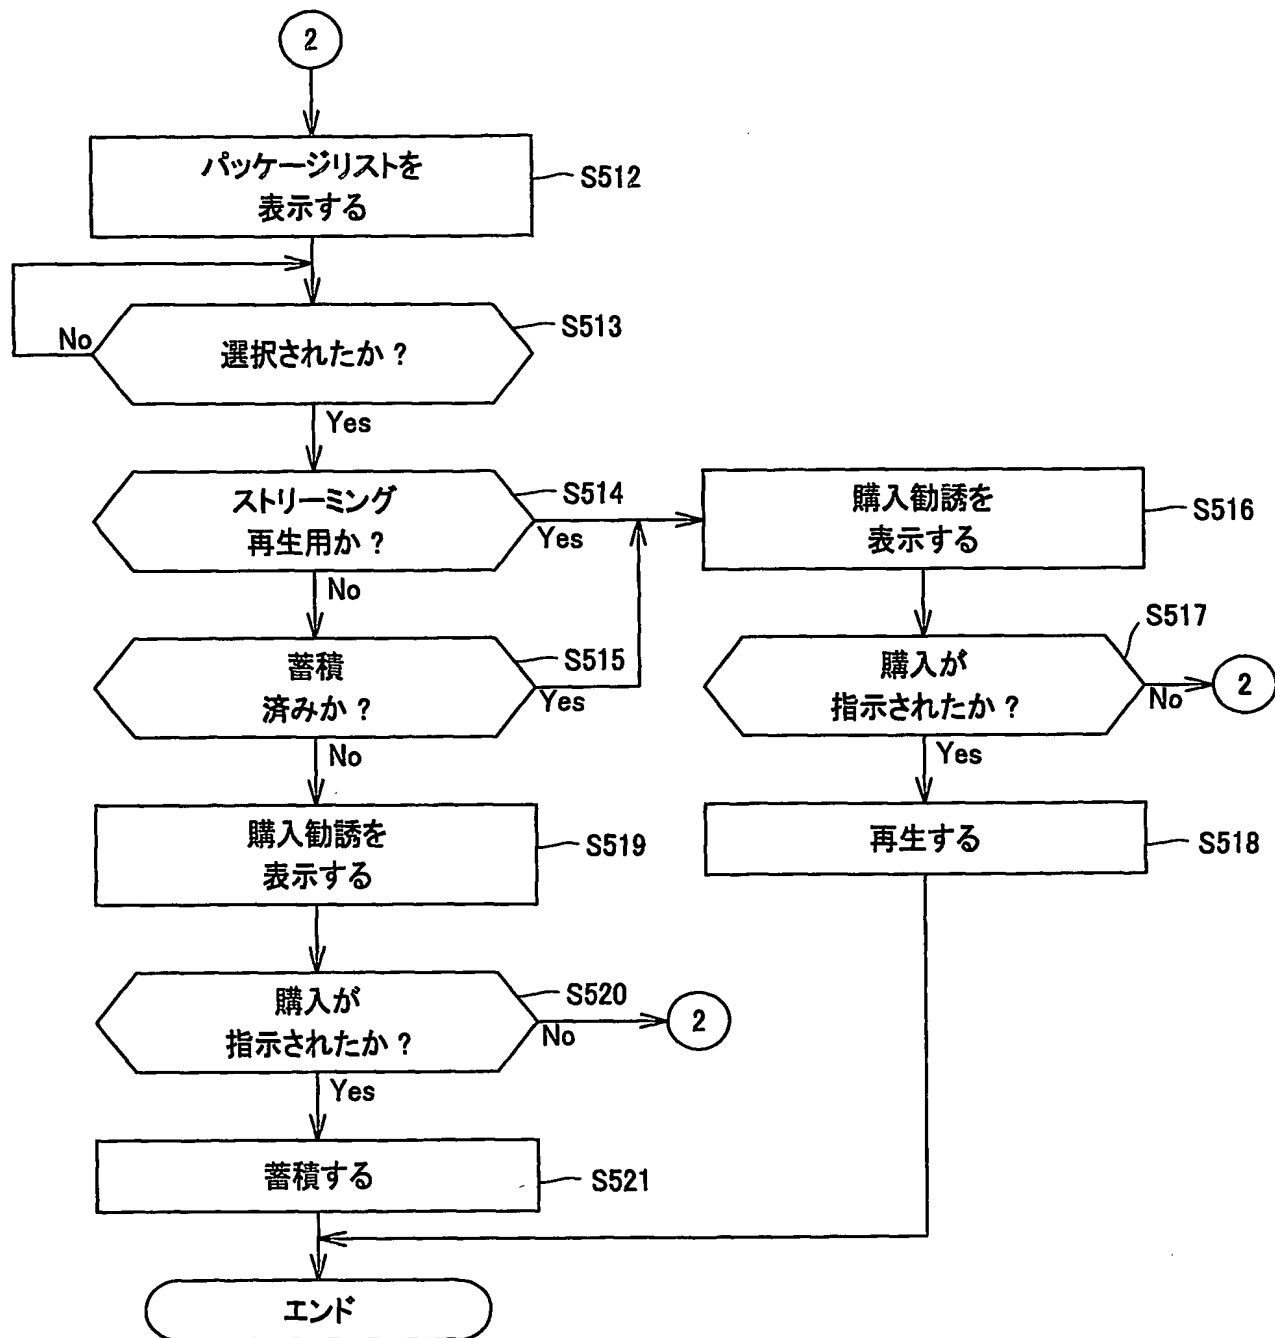 2
パッケージリストを
表示する
S512
選択されたか?
S513
No
Yes
ストリーミング
再生用か?
S514
Yes
No
蓄積
済みか?
S515
Yes
No
購入勧誘を
表示する
S516
購入が
指示されたか?
S517
No
2
Yes
再生する
S518
購入勧誘を
表示する
S519
購入が
指示されたか?
S520
No
2
Yes
蓄積する
S521
エンド